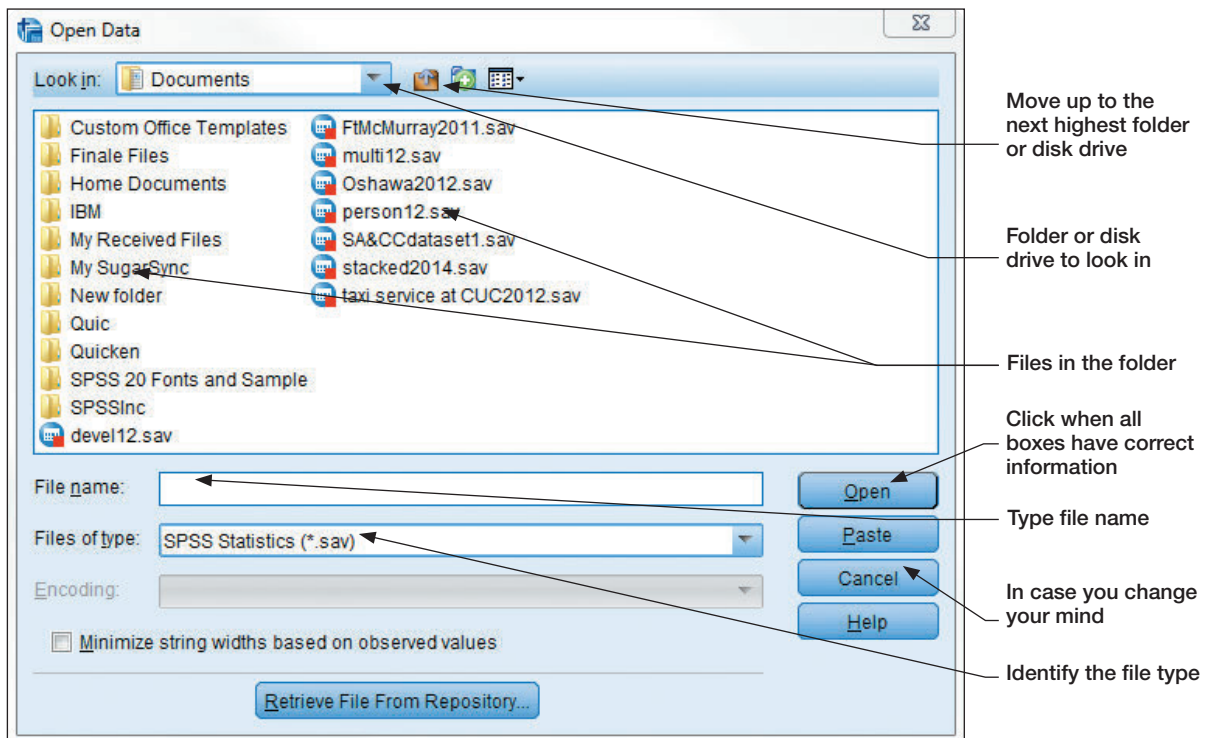 Open Data
Look in: Documents
Custom Office Templates
Finale Files
Home Documents
IBM
My Received Files
My SugarSync
New folder
Quic
Quicken
SPSS 20 Fonts and Sample
SPSSInc
devel12.sav
FtMcMurray2011.sav
multi12.sav
Oshawa2012.sav
person12.sav
SA&CCdataset1.sav
stacked2014.sav
taxi service at CUC2012.sav
File name:
Files of type: SPSS Statistics (*.sav)
Encoding:
Minimize string widths based on observed values
Retrieve File From Repository...
Open
Paste
Cancel
Help
Move up to the
next highest folder
or disk drive
Folder or disk
drive to look in
Files in the folder
Click when all
boxes have correct
information
Type file name
In case you change
your mind
Identify the file type